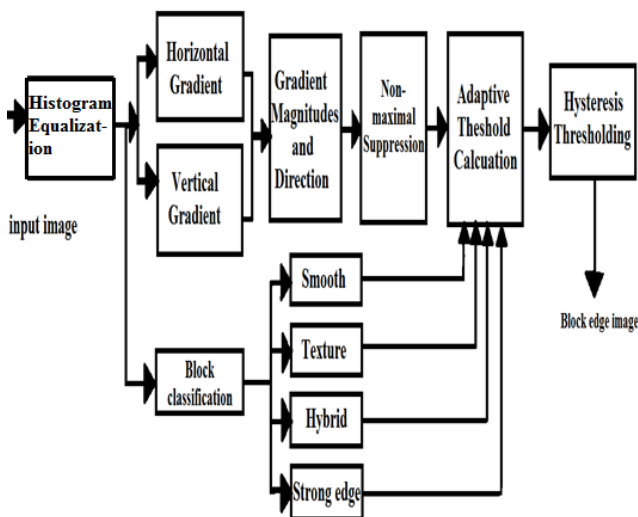 Histogram
Equalizat-
ion
input image
Horizontal
Gradient
Vertical
Gradient
Gradient
Magnitudes
and
Direction
Non-
maximal
Suppression
Adaptive
Theshold
Calcuation
Hysteresis
Thresholding
Block edge image
Block
classification
Smooth
Texture
Hybrid
Strong edge